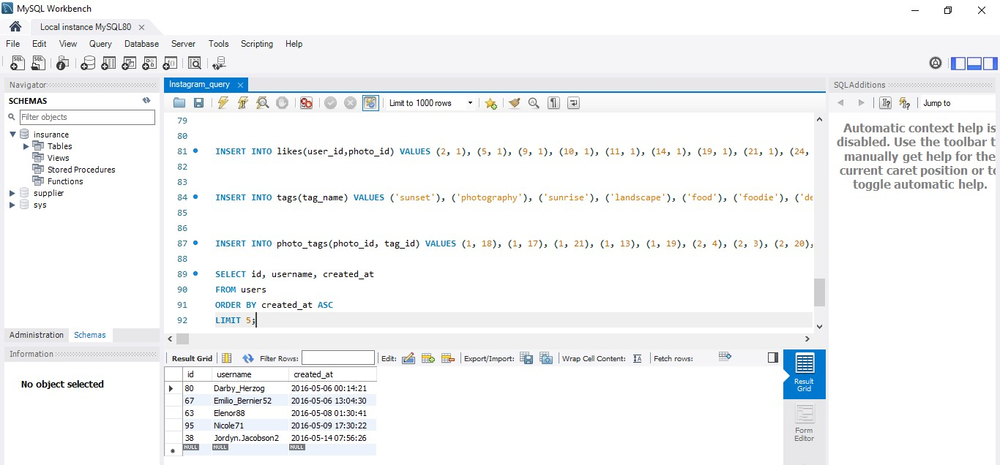 MySQL Workbench
Local instance MySQL80
File Edit View Query Database Server Tools Scripting Help
Navigator
SCHEMAS
Filter objects
insurance
Tables
Views
Stored Procedures
Functions
supplier
sys
Administration Schemas
Information
No object selected
Instagram_query
Limit to 1000 rows
79
80
81 INSERT INTO likes(user_id,photo_id) VALUES (2, 1), (5, 1), (9, 1), (10, 1), (11, 1), (14, 1), (19, 1), (21, 1), (24,
82
83
84 INSERT INTO tags(tag_name) VALUES ('sunset'), ('photography'), ('sunrise'), ('landscape'), ('food'), ('foodie'), ('de
85
86
87 INSERT INTO photo_tags(photo_id, tag_id) VALUES (1, 18), (1, 17), (1, 21), (1, 13), (1, 19), (2, 4), (2, 3), (2, 20),
88
89 SELECT id, username, created_at
90 FROM users
91 ORDER BY created_at ASC
92 LIMIT 5;
Result Grid Filter Rows: Edit: Export/Import: Wrap Cell Content: Fetch rows:
id username created_at
80 Darby_Herzog 2016-05-06 00:14:21
67 Emilio_Bernier52 2016-05-06 13:04:30
63 Elenor88 2016-05-08 01:30:41
95 Nicole71 2016-05-09 17:30:22
38 Jordyn.Jacobson2 2016-05-14 07:56:26
NULL NULL NULL
Result
Grid
Form
Editor
SQLAdditions
Jump to
Automatic context help is
disabled. Use the toolbar t
manually get help for the
current caret position or to
toggle automatic help.